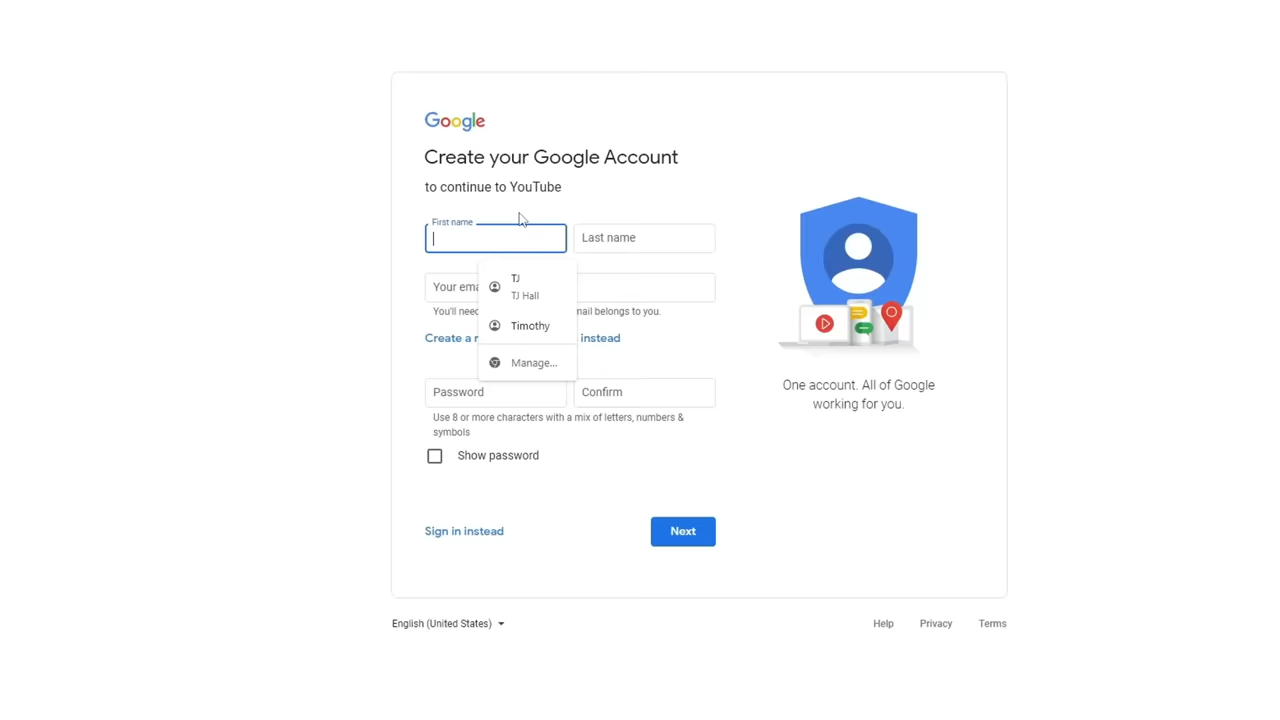 Google
Create your Google Account
to continue to YouTube
First name
Last name
TJ
TJ Hall
Your ema
You'll need
mail belongs to you.
Timothy
Create a
instead
Manage...
Password
Confirm
Use 8 or more characters with a mix of letters, numbers &
symbols
Show password
Sign in instead
Next
One account. All of Google
working for you.
English (United States)
Help
Privacy
Terms